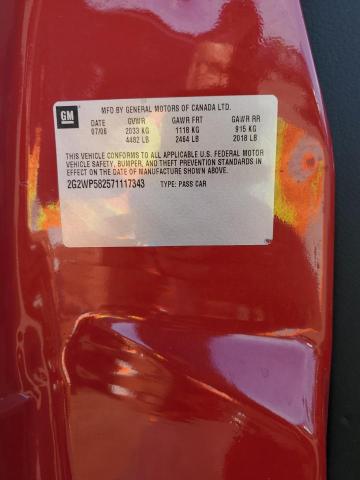 GM
MFD BY GENERAL MOTORS OF CANADA LTD.
DATE GVWR GAWR FRT GAWR RR
07/06 2033 KG 1118 KG 915 KG
4482 LB 2464 LB 2018 LB
THIS VEHICLE CONFORMS TO ALL APPLICABLE U.S. FEDERAL MOTOR
VEHICLE SAFETY, BUMPER, AND THEFT PREVENTION STANDARDS IN
EFFECT ON THE DATE OF MANUFACTURE SHOWN ABOVE.
2G2WP582571117343 TYPE: PASS CAR